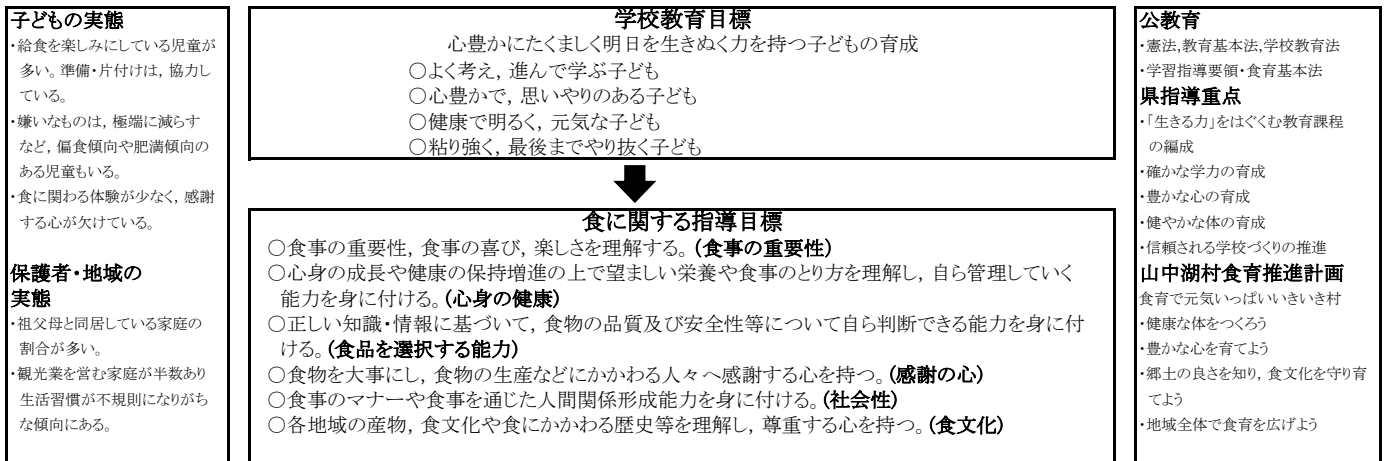 子どもの実態
・給食を楽しみにしている児童が
多い。準備・片付けは，協力し
ている。
・嫌いなものは，極端に減らす
など，偏食傾向や肥満傾向の
ある児童もいる。
・食に関わる体験が少なく，感謝
する心が欠けている。
保護者・地域の
実態
・祖父母と同居している家庭の
割合が多い。
・観光業を営む家庭が半数あり
生活習慣が不規則になりがち
な傾向にある。
学校教育目標
心豊かにたくましく明日を生きぬく力を持つ子どもの育成
○よく考え，進んで学ぶ子ども
○心豊かで，思いやりのある子ども
○健康で明るく，元気な子ども
○粘り強く，最後までやり抜く子ども
食に関する指導目標
○食事の重要性，食事の喜び，楽しさを理解する。(食事の重要性)
○心身の成長や健康の保持増進の上で望ましい栄養や食事のとり方を理解し，自ら管理していく
能力を身に付ける。(心身の健康)
○正しい知識・情報に基づいて，食物の品質及び安全性等について自ら判断できる能力を身に付
ける。(食品を選択する能力)
○食物を大事にし，食物の生産などにかかわる人々へ感謝する心を持つ。(感謝の心)
○食事のマナーや食事を通じた人間関係形成能力を身に付ける。(社会性)
○各地域の産物，食文化や食にかかわる歴史等を理解し，尊重する心を持つ。(食文化)
公教育
・憲法,教育基本法,学校教育法
・学習指導要領・食育基本法
県指導重点
・「生きる力」をはぐくむ教育課程
の編成
・確かな学力の育成
・豊かな心の育成
・健やかな体の育成
・信頼される学校づくりの推進
山中湖村食育推進計画
食育で元気いっぱいいきいき村
・健康な体をつくろう
・豊かな心を育てよう
・郷土の良さを知り，食文化を守り育
てよう
・地域全体で食育を広げよう